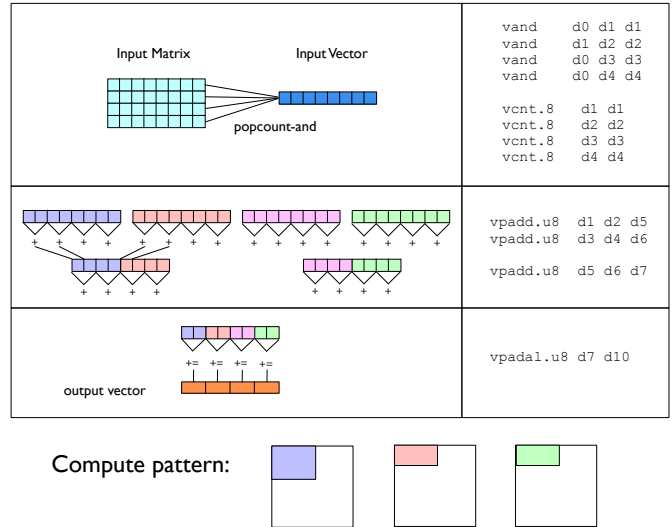 Input Matrix
Input Vector
popcount-and
vand d0 d1 d1
vand d1 d2 d2
vand d0 d3 d3
vand d0 d4 d4
vcnt.8 d1 d1
vcnt.8 d2 d2
vcnt.8 d3 d3
vcnt.8 d4 d4
+ + + + + + + + + + + + + + + +
+ + + + + + + +
vpadd.u8 d1 d2 d5
vpadd.u8 d3 d4 d6
vpadd.u8 d5 d6 d7
+= += += +=
output vector
vpadal.u8 d7 d10
Compute pattern: